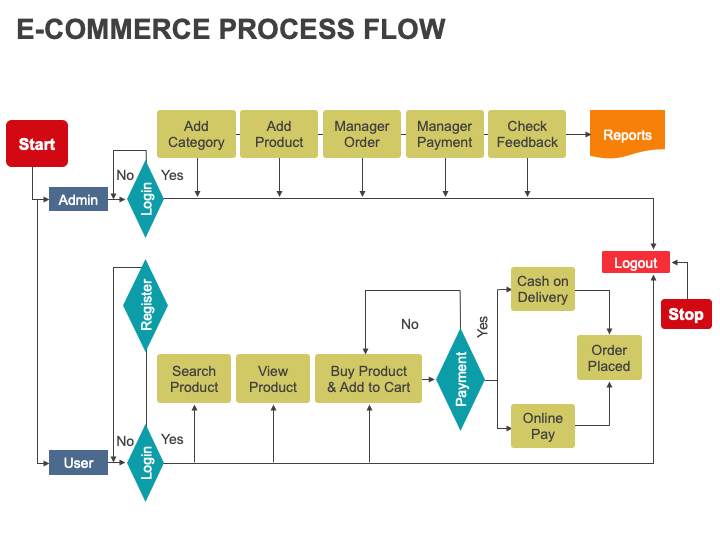 E-COMMERCE PROCESS FLOW
Start
Add
Category
Add
Product
Manager
Order
Manager
Payment
Check
Feedback
Reports
No
Yes
Admin
Login
Logout
Stop
Register
Cash on
Delivery
No
Yes
Search
Product
View
Product
Buy Product
& Add to Cart
Payment
Order
Placed
Online
Pay
No
Yes
User
Login